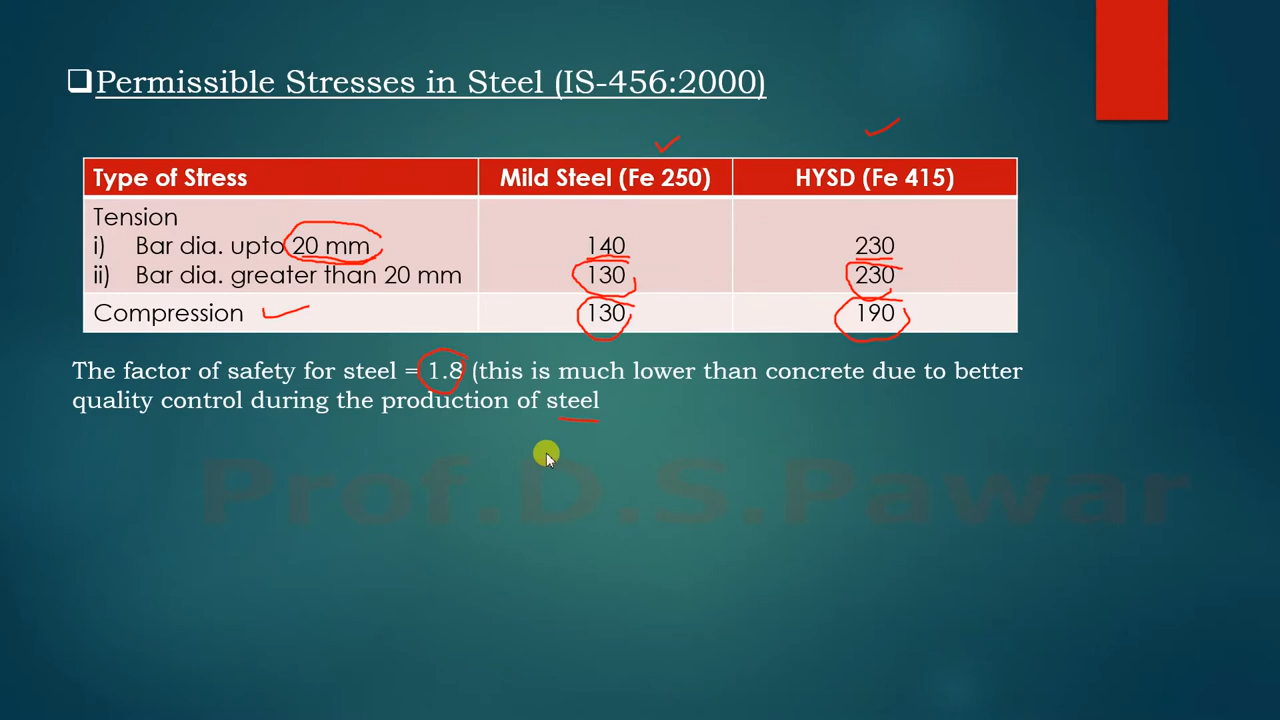 ❑Permissible Stresses in Steel (IS-456:2000)
Type of Stress Mild Steel (Fe 250) HYSD (Fe 415)
Tension
i) Bar dia. upto 20 mm 140 230
ii) Bar dia. greater than 20 mm 130 230
Compression 130 190
The factor of safety for steel = 1.8 (this is much lower than concrete due to better
quality control during the production of steel
Prof.D.S.Pawar